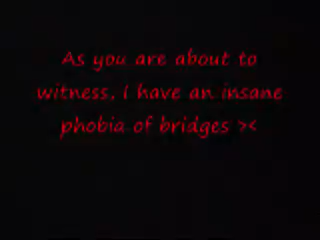 As you are about to
witness, I have an insane
phobia of bridges ><